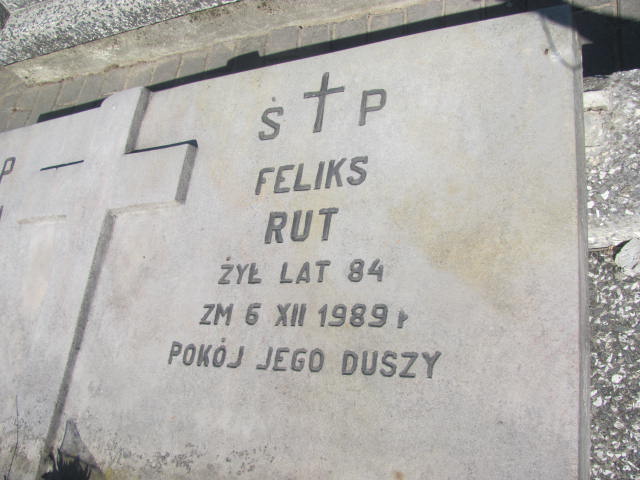 Ś P
FELIKS
RUT
ŻYŁ LAT 84
ZM 6 XII 1989 r
POKÓJ JEGO DUSZY
P